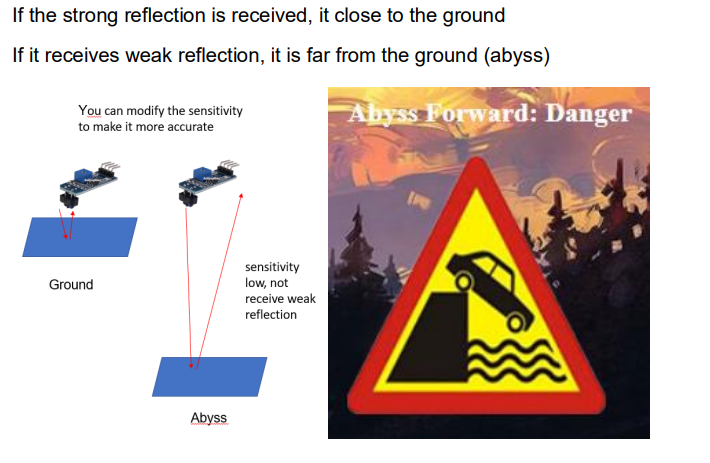 If the strong reflection is received, it close to the ground
If it receives weak reflection, it is far from the ground (abyss)
You can modify the sensitivity
to make it more accurate
Abyss Forward: Danger
Ground
sensitivity
low, not
receive weak
reflection
Abyss